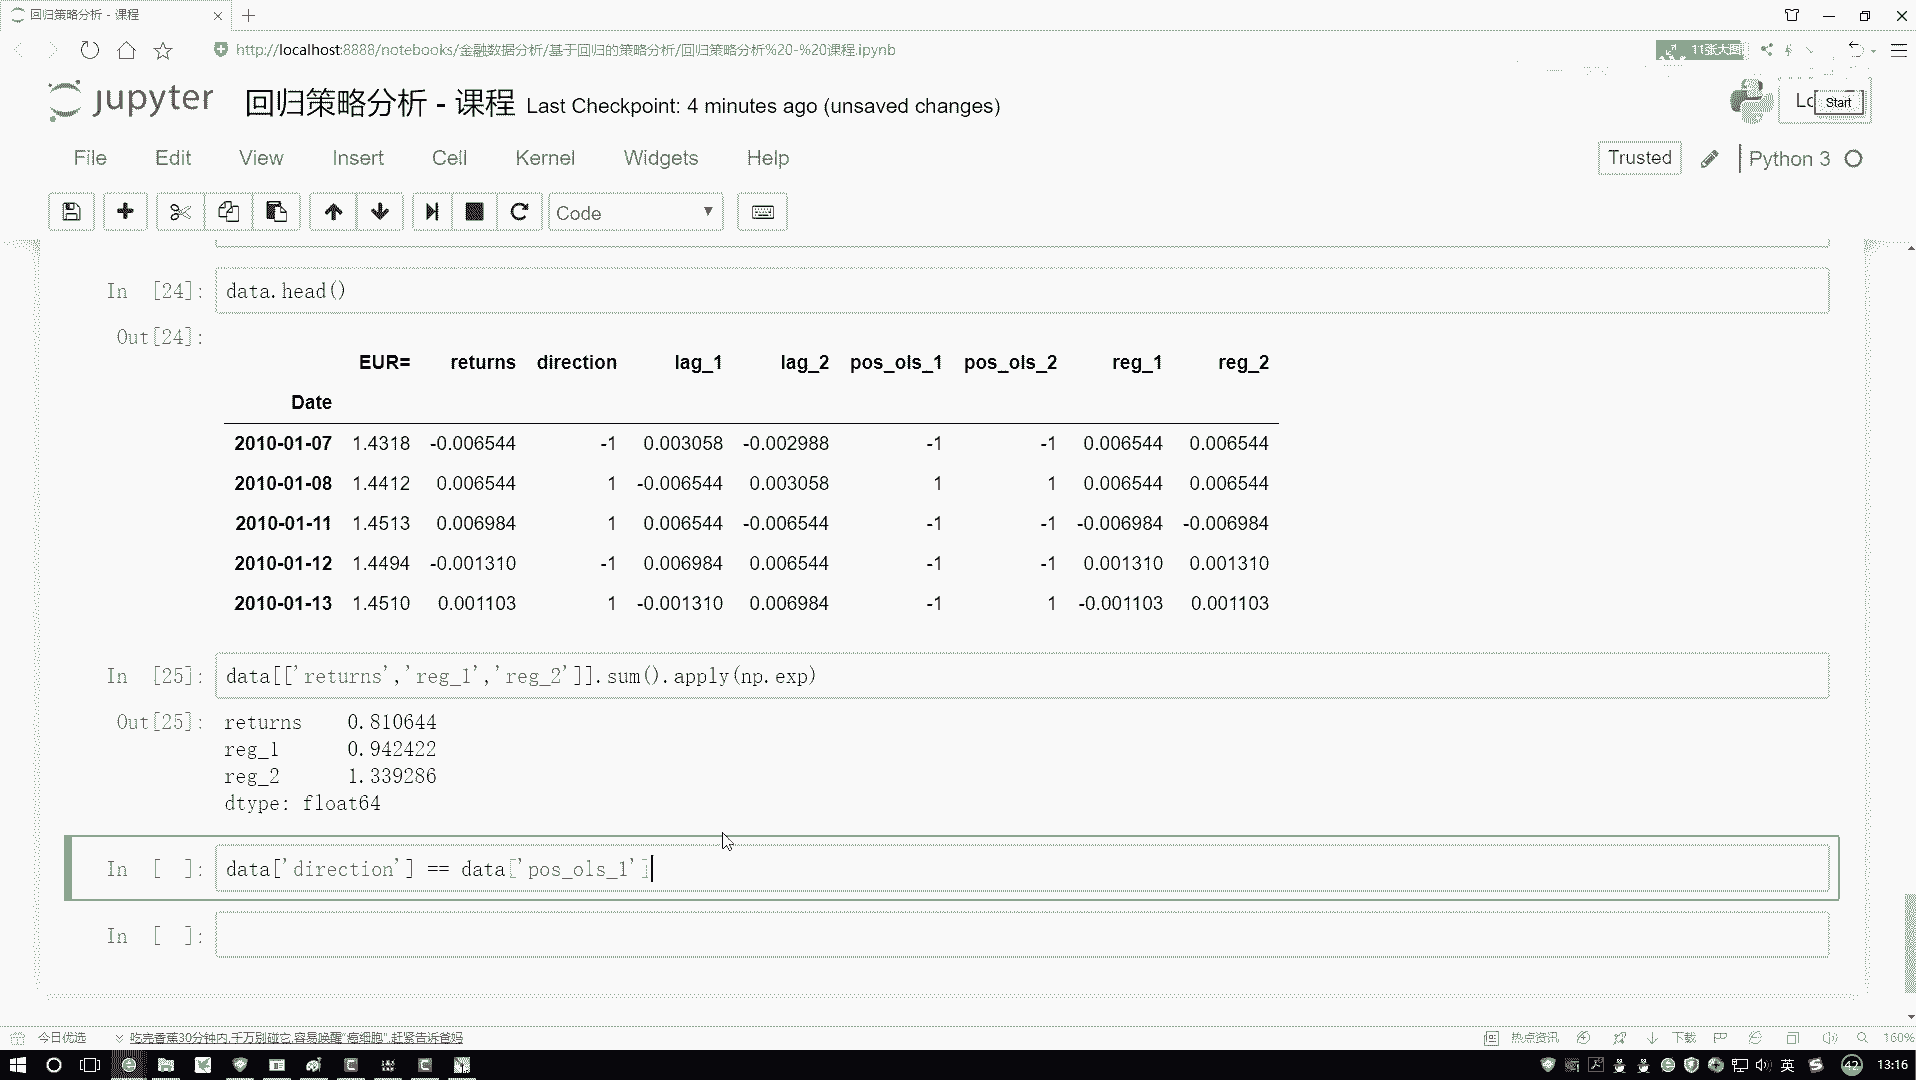 回归策略分析 - 课程
http://localhost:8888/notebooks/金融数据分析/基于回归的策略分析/回归策略分析%20-%20课程.ipynb
11张大图
jupyter 回归策略分析 - 课程 Last Checkpoint: 4 minutes ago (unsaved changes)
Start
File Edit View Insert Cell Kernel Widgets Help
Trusted Python 3
Code
In [24]: data.head()
Out[24]:
EUR= returns direction lag_1 lag_2 pos_ols_1 pos_ols_2 reg_1 reg_2
Date
2010-01-07 1.4318 -0.006544 -1 0.003058 -0.002988 -1 -1 0.006544 0.006544
2010-01-08 1.4412 0.006544 1 -0.006544 0.003058 1 1 0.006544 0.006544
2010-01-11 1.4513 0.006984 1 0.006544 -0.006544 -1 -1 -0.006984 -0.006984
2010-01-12 1.4494 -0.001310 -1 0.006984 0.006544 -1 -1 0.001310 0.001310
2010-01-13 1.4510 0.001103 1 -0.001310 0.006984 -1 1 -0.001103 0.001103
In [25]: data[['returns','reg_1','reg_2']].sum().apply(np.exp)
Out[25]: returns 0.810644
reg_1 0.942422
reg_2 1.339286
dtype: float64
In [ ]: data['direction'] == data['pos_ols_1']
In [ ]:
今日优选 吃完香蕉30分钟内,千万别碰它,容易唤醒"癌细胞",赶紧告诉爸妈
热点资讯 下载 160%
英 42 13:16